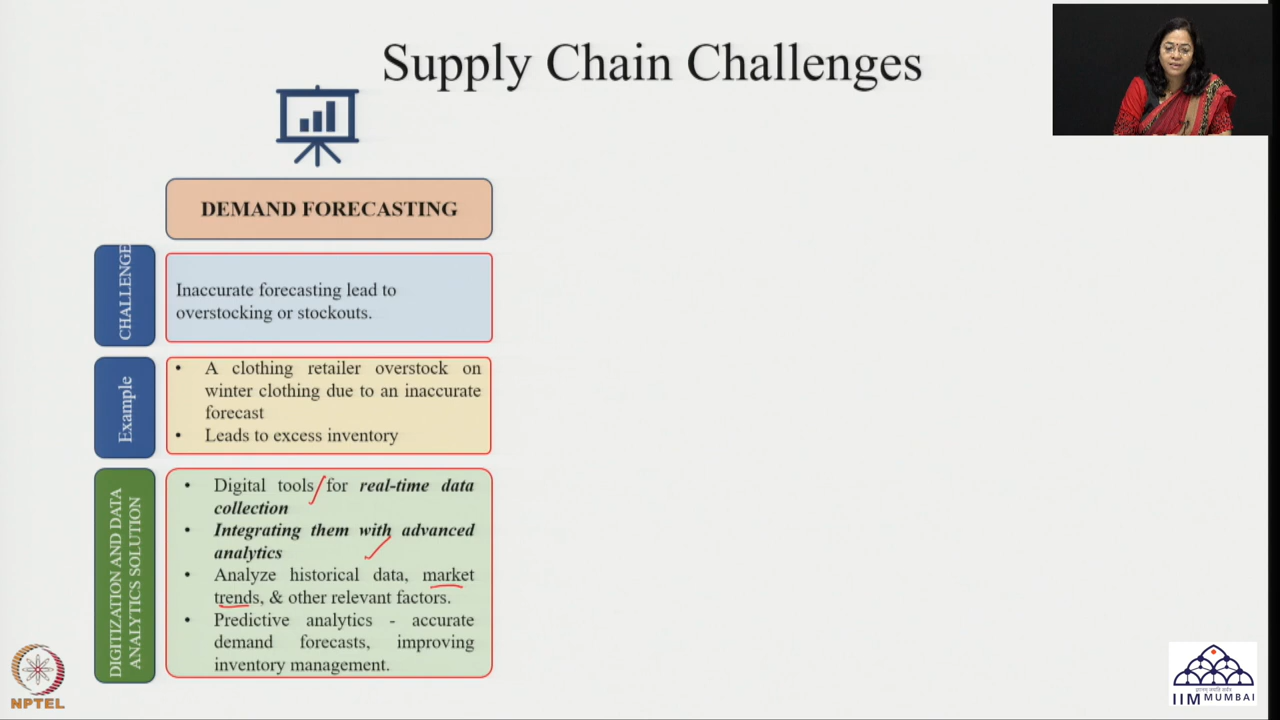 Supply Chain Challenges
DEMAND FORECASTING
CHALLENGE
Inaccurate forecasting lead to
overstocking or stockouts.
Example
• A clothing retailer overstock on
winter clothing due to an inaccurate
forecast
• Leads to excess inventory
DIGITIZATION AND DATA
ANALYTICS SOLUTION
• Digital tools for real-time data
collection
• Integrating them with advanced
analytics
• Analyze historical data, market
trends, & other relevant factors.
• Predictive analytics - accurate
demand forecasts, improving
inventory management.
NPTEL
IIM MUMBAI